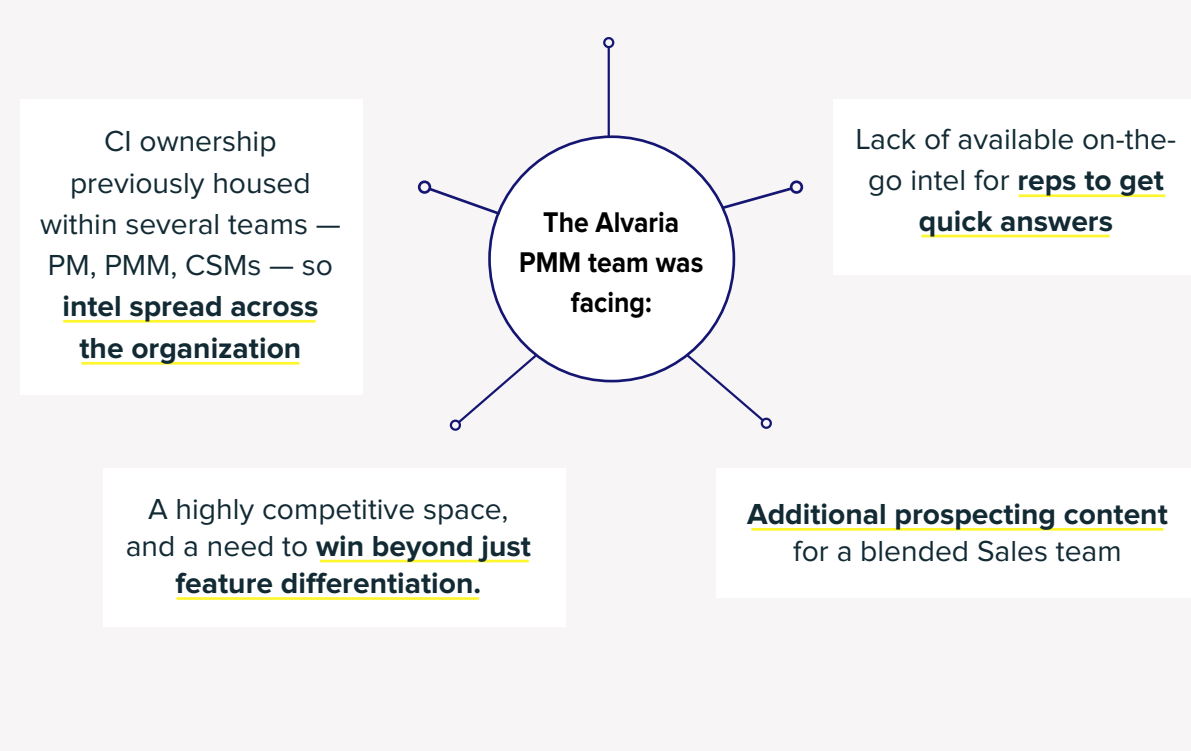 The Alvaria
PMM team was
facing:
CI ownership
previously housed
within several teams —
PM, PMM, CSMs — so
intel spread across
the organization
Lack of available on-the-
go intel for reps to get
quick answers
A highly competitive space,
and a need to win beyond just
feature differentiation.
Additional prospecting content
for a blended Sales team